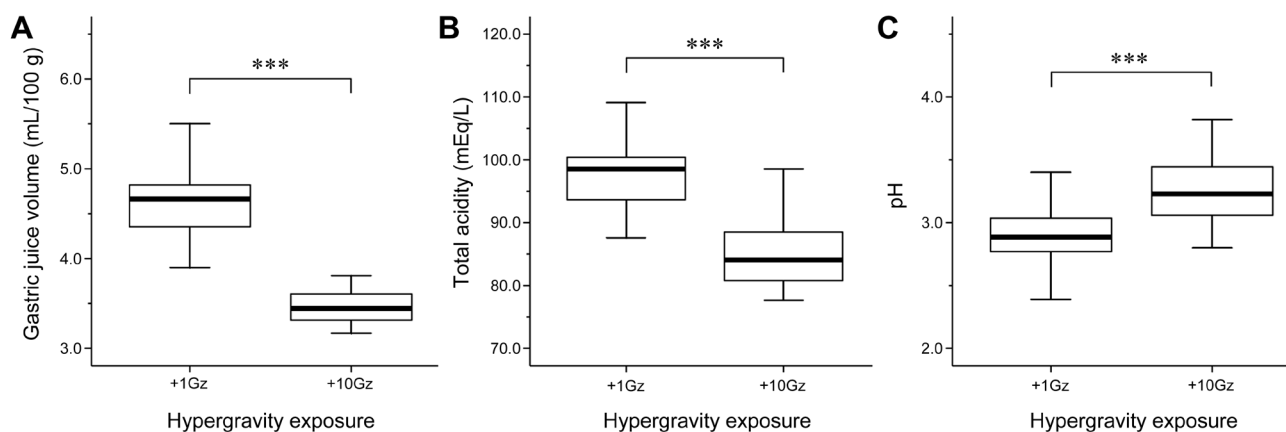 A
Gastric juice volume (mL/100 g)
6.0
5.0
4.0
3.0
***
+1Gz
+10Gz
Hypergravity exposure
B
Total acidity (mEq/L)
120.0
110.0
100.0
90.0
80.0
70.0
***
+1Gz
+10Gz
Hypergravity exposure
C
pH
4.0
3.0
2.0
***
+1Gz
+10Gz
Hypergravity exposure